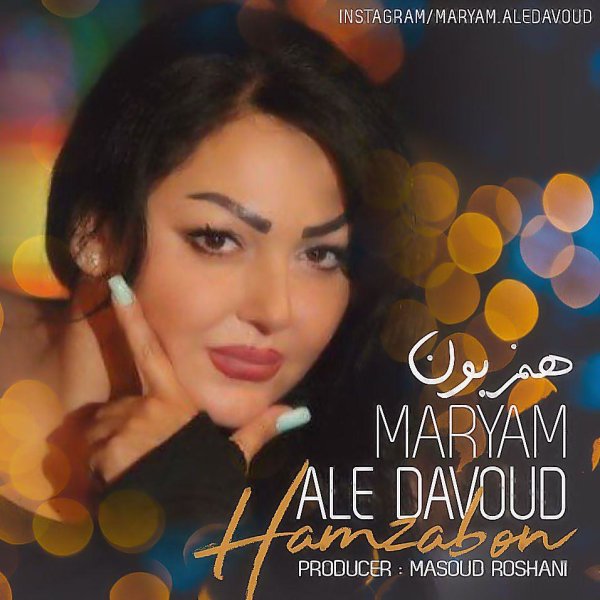 INSTAGRAM/MARYAM.ALEDAVOUD
همزبون
MARYAM
ALE DAVOUD
Hamzabon
PRODUCER : MASOUD ROSHANI